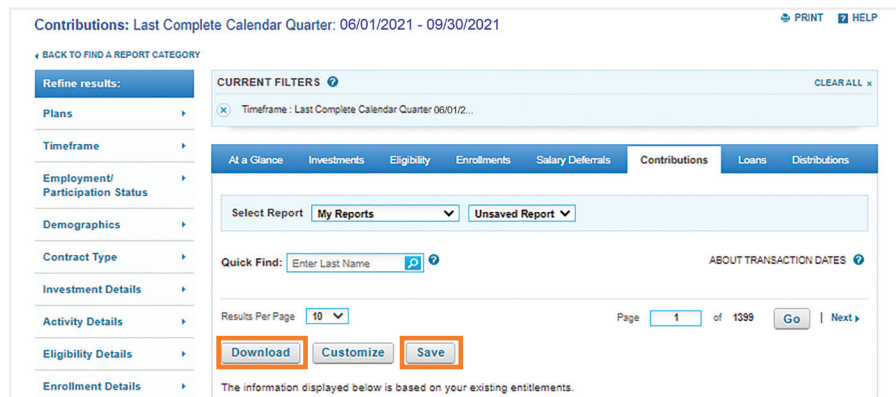 Contributions: Last Complete Calendar Quarter: 06/01/2021 - 09/30/2021
PRINT ? HELP
BACK TO FIND A REPORT CATEGORY
Refine results:
Plans
Timeframe
Employment/
Participation Status
Demographics
Contract Type
Investment Details
Activity Details
Eligibility Details
Enrollment Details
CURRENT FILTERS ?
CLEAR ALL x
x Timeframe : Last Complete Calendar Quarter 06/01/2...
At a Glance Investments Eligibility Enrollments Salary Deferrals Contributions Loans Distributions
Select Report My Reports Unsaved Report
Quick Find: Enter Last Name ?
ABOUT TRANSACTION DATES ?
Results Per Page 10
Page 1 of 1399 Go | Next
Download Customize Save
The information displayed below is based on your existing entitlements.